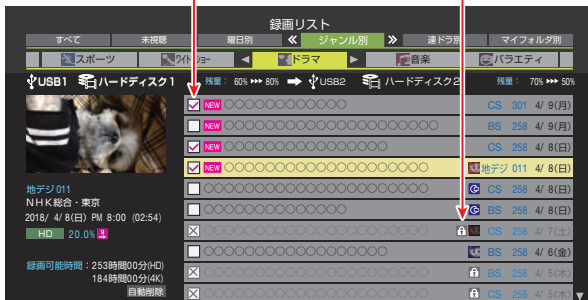 録画リスト
すべて 未視聴 曜日別 ≪ ジャンル別 ≫ 連ドラ別 マイフォルダ別
スポーツ ワイドショー ◀ ドラマ ▶ 音楽 バラエティ
USB1 ハードディスク1 残量: 60% ▸▸▸ 80% ➡ USB2 ハードディスク2 残量: 70% ▸▸▸ 50%
NEW ○○○○○○○○○○○○ CS 301 4/ 9(月)
NEW ○○○○○○○○○○○○○○○○○○○○○ BS 258 4/ 9(月)
NEW ○○○○○○○○○○○○○○○○ CS 258 4/ 8(日)
NEW ○○○○○○○○○○○○○○○○○○○○ 地デジ 011 4/ 8(日)
○○○○○○○○○○○○○○○○○○○○ CS 258 4/ 8(日)
○○○○○○○○○○○○○○ BS 258 4/ 8(日)
○○○○○○○○○○○○○○○○○○○○ CS 258 4/ 7(土)
○○○○○○○○○○○○○○○○○○ BS 258 4/ 6(金)
○○○○○○○○○○○○○○○○○○○○ BS 258 4/ 5(木)
○○○○○○○○○○○○○○○○○○○○ CS 258 4/ 5(木)
地デジ 011
NHK総合・東京
2018/ 4/ 8(日) PM 8:00 (02:54)
HD 20.0%
録画可能時間:253時間00分(HD)
184時間00分(4K)
自動削除